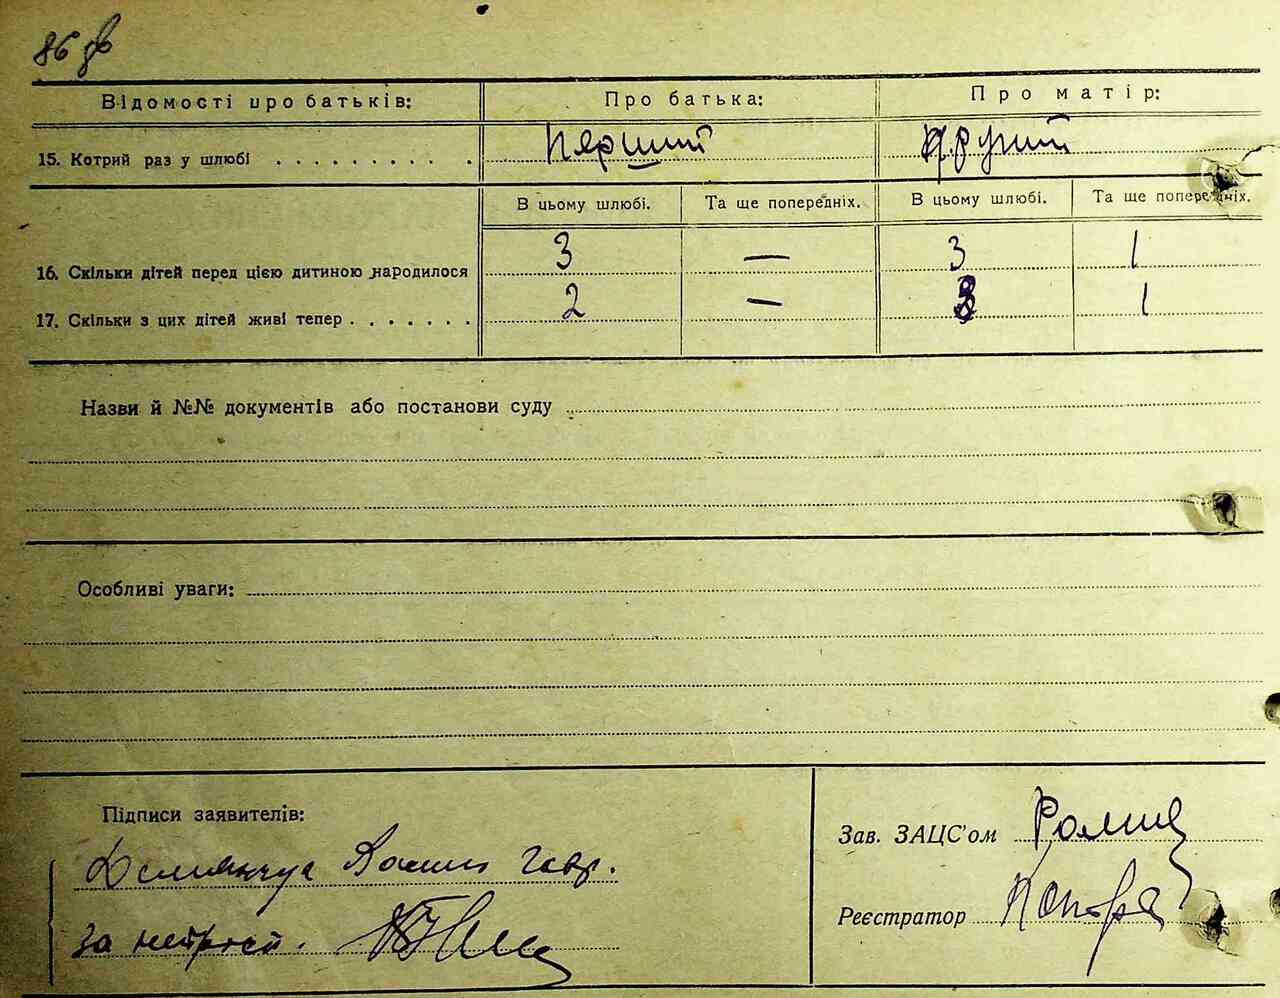 86 зв
Відомості про батьків: Про батька: Про матір:
15. Котрий раз у шлюбі . . . . . . . . . . Перший Другий
В цьому шлюбі. Та ще попередніх. В цьому шлюбі. Та ще попередніх.
16. Скільки дітей перед цією дитиною народилося 3 — 3 1
17. Скільки з цих дітей живі тепер . . . . . . . 2 — 1
Назви й №№ документів або постанови суду
Особливі уваги:
Підписи заявителів:
Гавр.
за
Зав. ЗАЦС'ом
Реєстратор